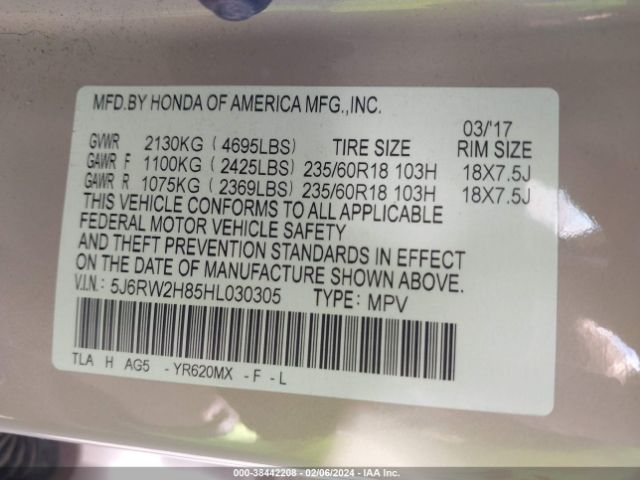 MFD.BY HONDA OF AMERICA MFG.,INC.
03/'17
GVWR 2130KG ( 4695LBS) TIRE SIZE RIM SIZE
GAWR F 1100KG ( 2425LBS) 235/60R18 103H 18X7.5J
GAWR R 1075KG ( 2369LBS) 235/60R18 103H 18X7.5J
THIS VEHICLE CONFORMS TO ALL APPLICABLE
FEDERAL MOTOR VEHICLE SAFETY
AND THEFT PREVENTION STANDARDS IN EFFECT
ON THE DATE OF MANUFACTURE SHOWN ABOVE.
V.I.N.: 5J6RW2H85HL030305 TYPE: MPV
TLA H AG5 -YR620MX -F -L
000-38442208 - 02/06/2024 - IAA Inc.